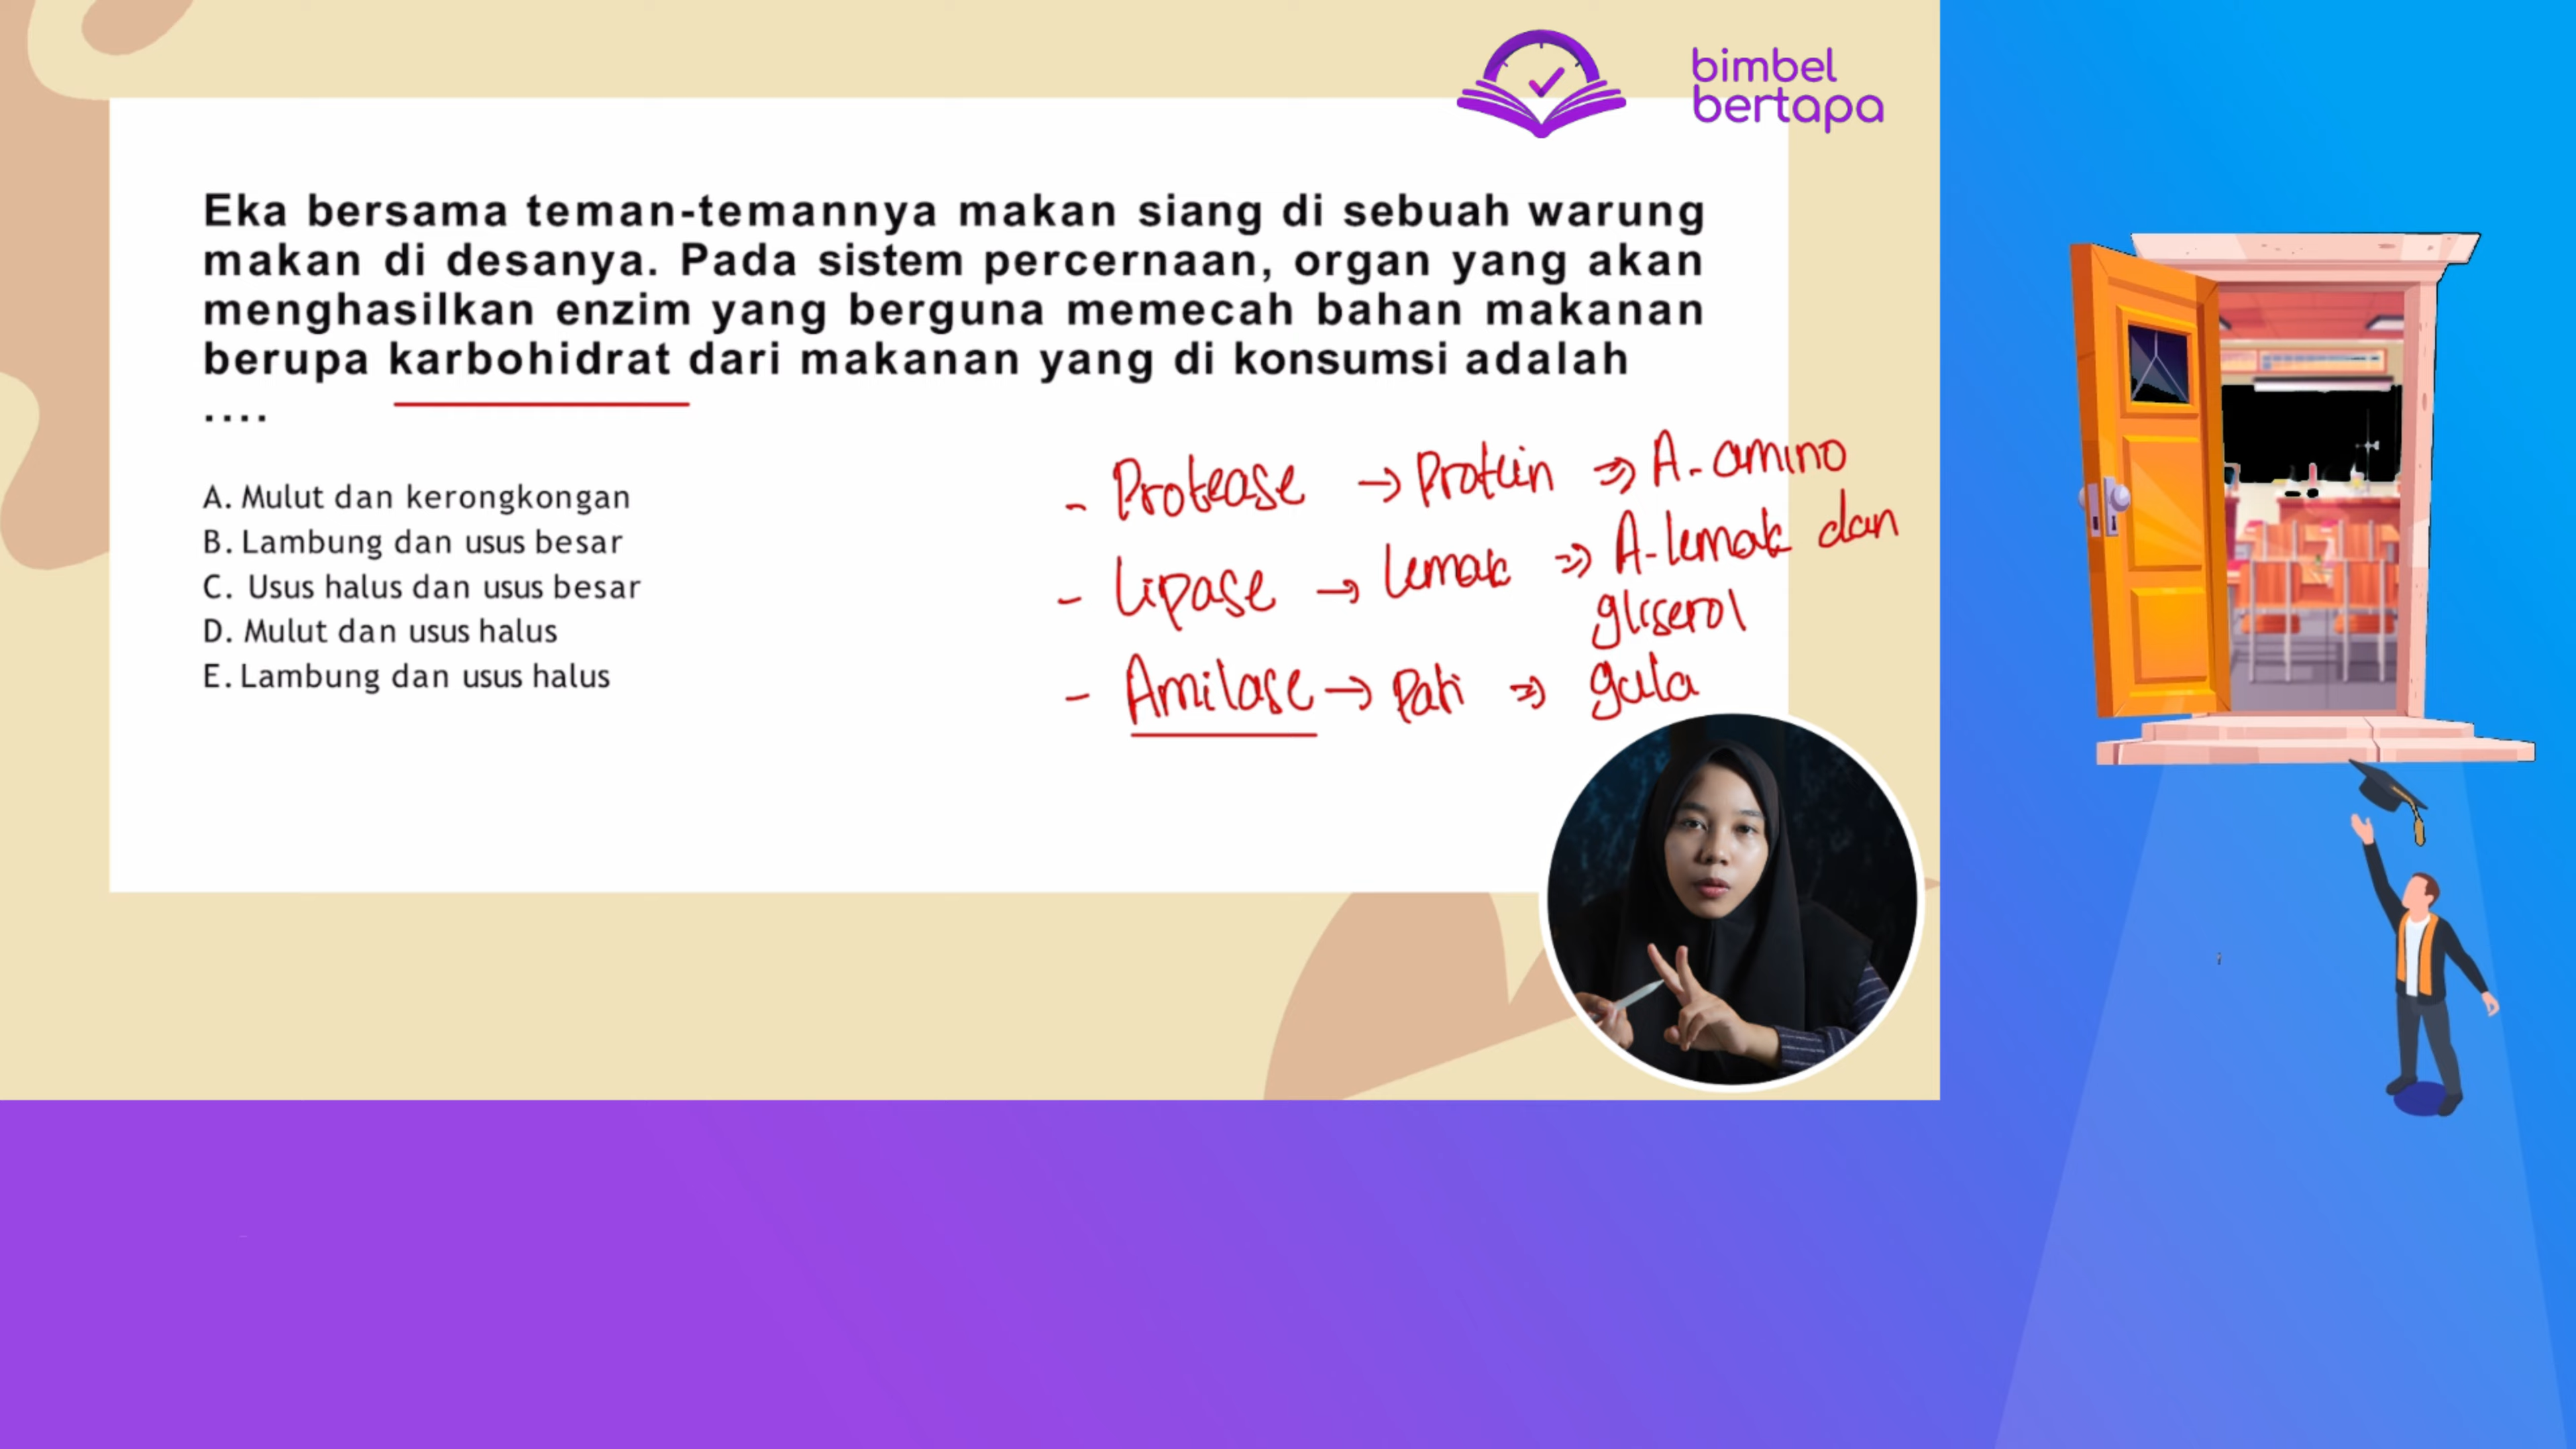 bimbel
bertapa
Eka bersama teman-temannya makan siang di sebuah warung
makan di desanya. Pada sistem percernaan, organ yang akan
menghasilkan enzim yang berguna memecah bahan makanan
berupa karbohidrat dari makanan yang di konsumsi adalah
....
A. Mulut dan kerongkongan
B. Lambung dan usus besar
C. Usus halus dan usus besar
D. Mulut dan usus halus
E. Lambung dan usus halus
- Protease → Protein ⇒ A-amino
- Lipase → Lemak ⇒ A-lemak dan
gliserol
- Amilase → Pati ⇒ gula